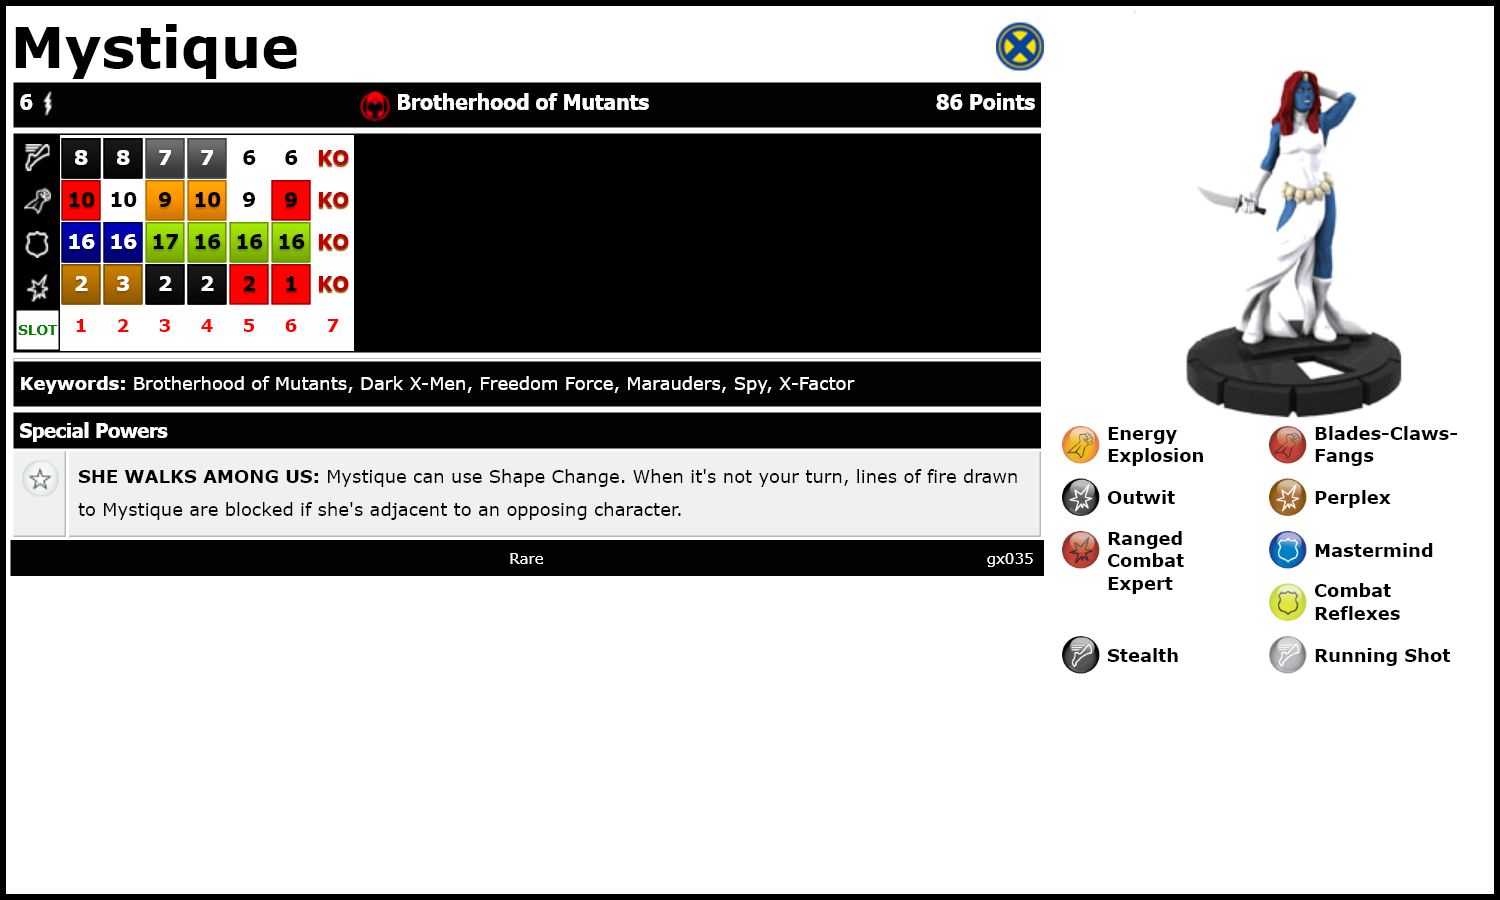 Mystique
6 Brotherhood of Mutants 86 Points
8 8 7 7 6 6 KO
10 10 9 10 9 9 KO
16 16 17 16 16 16 KO
2 3 2 2 2 1 KO
SLOT 1 2 3 4 5 6 7
Keywords: Brotherhood of Mutants, Dark X-Men, Freedom Force, Marauders, Spy, X-Factor
Special Powers
SHE WALKS AMONG US: Mystique can use Shape Change. When it's not your turn, lines of fire drawn
to Mystique are blocked if she's adjacent to an opposing character.
Rare gx035
Energy
Explosion
Blades-Claws-
Fangs
Outwit
Perplex
Ranged
Combat
Expert
Mastermind
Combat
Reflexes
Stealth
Running Shot